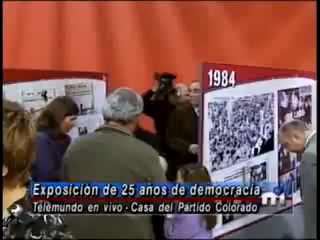 1984
Exposición de 25 años de democracia
Telemundo en vivo - Casa del Partido Colorado